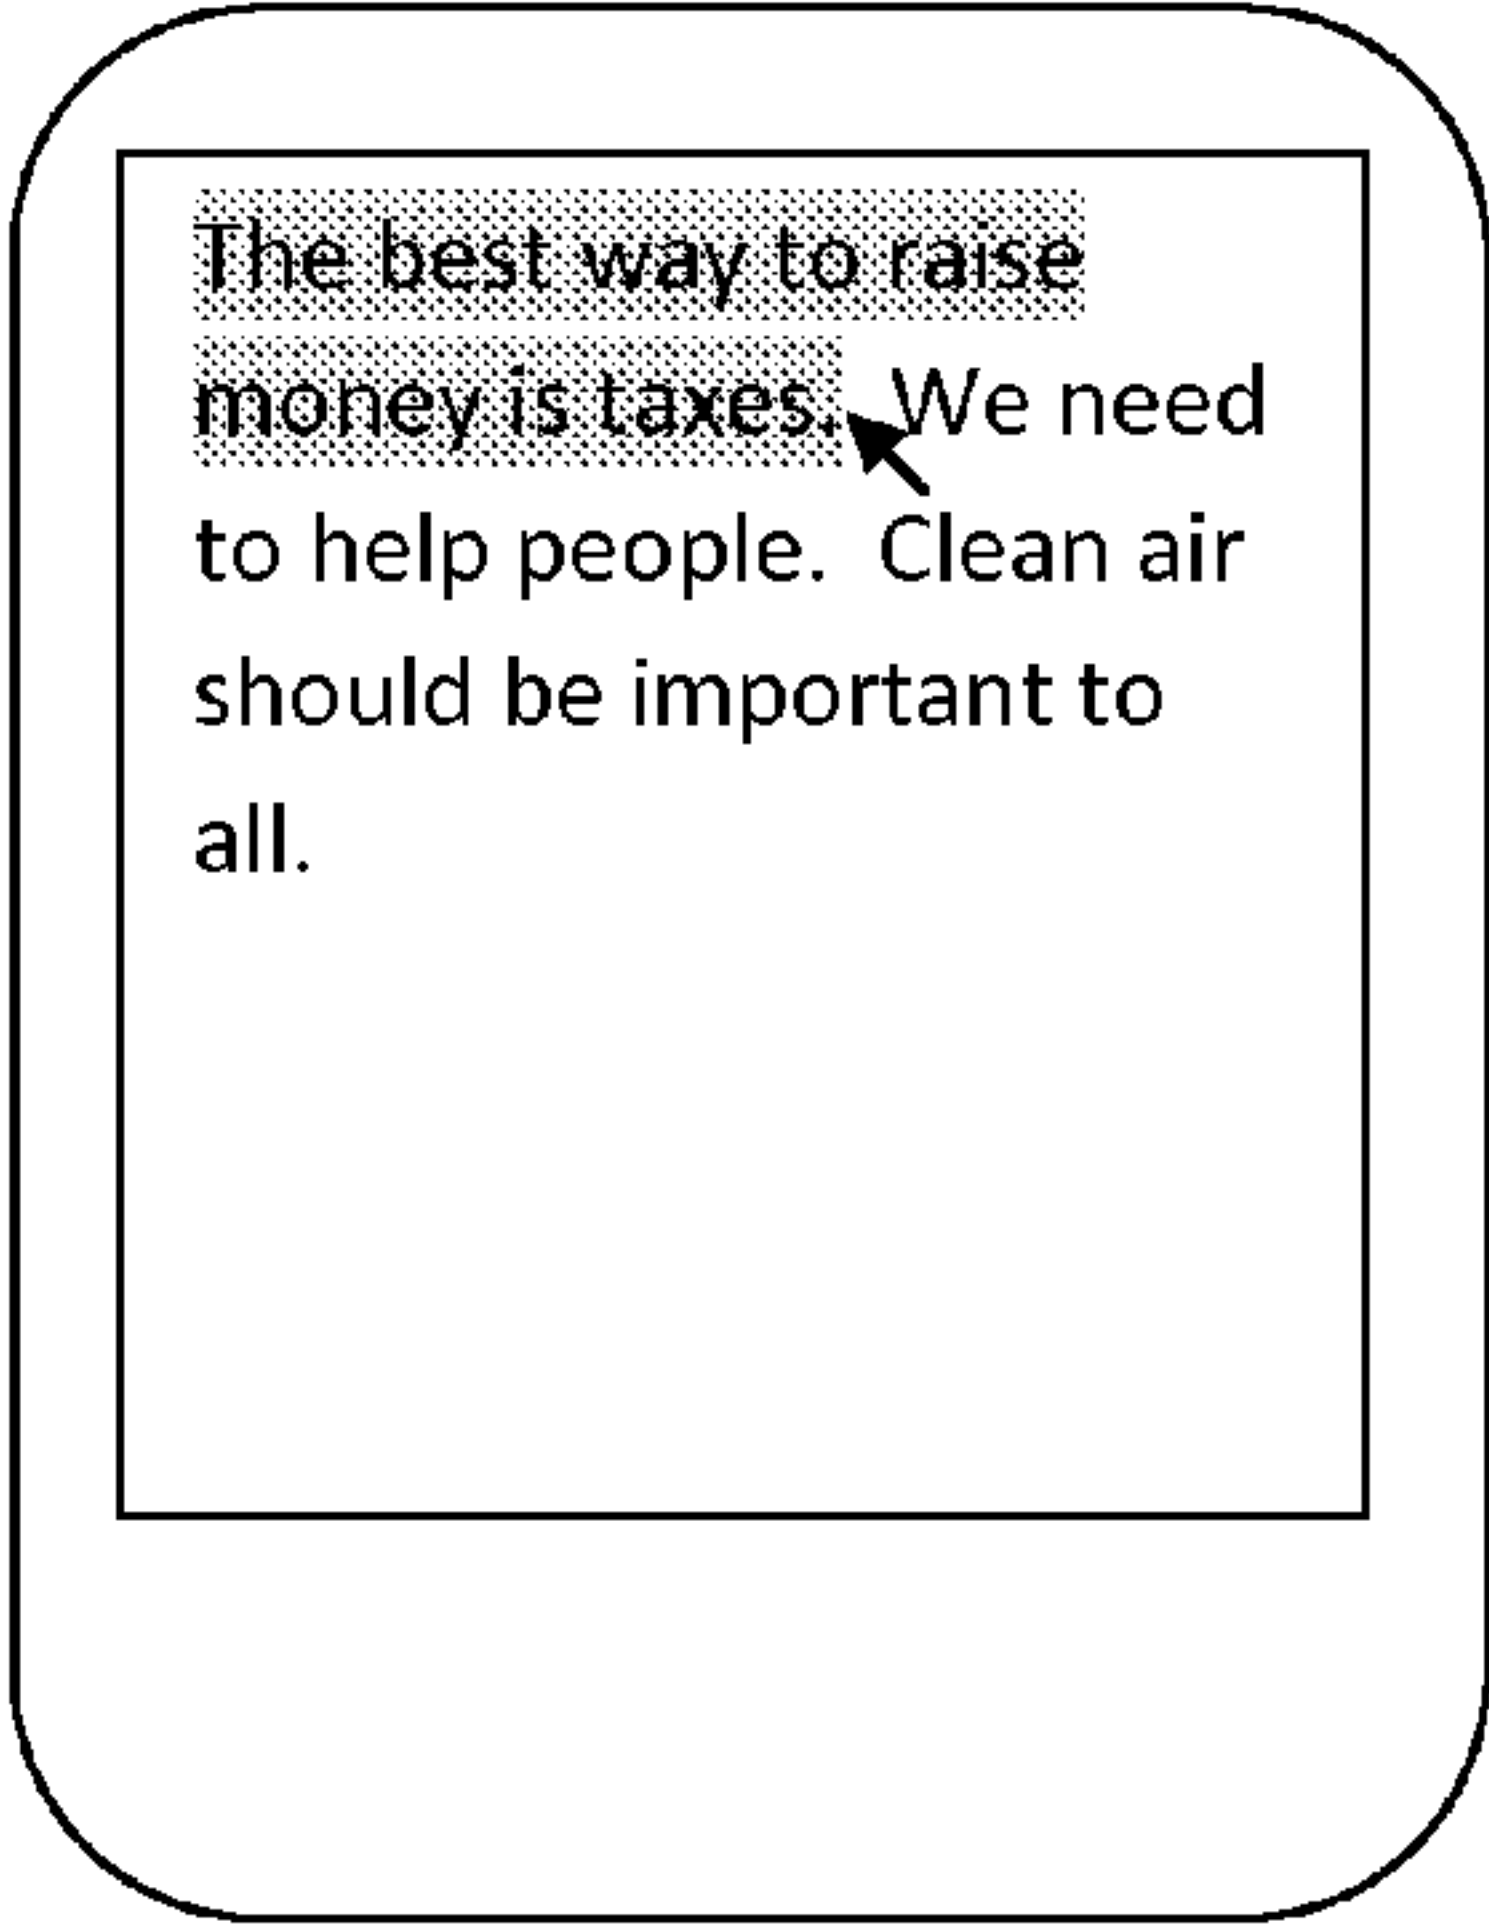 The best way to raise
money is taxes.  We need
to help people.  Clean air
should be important to
all.